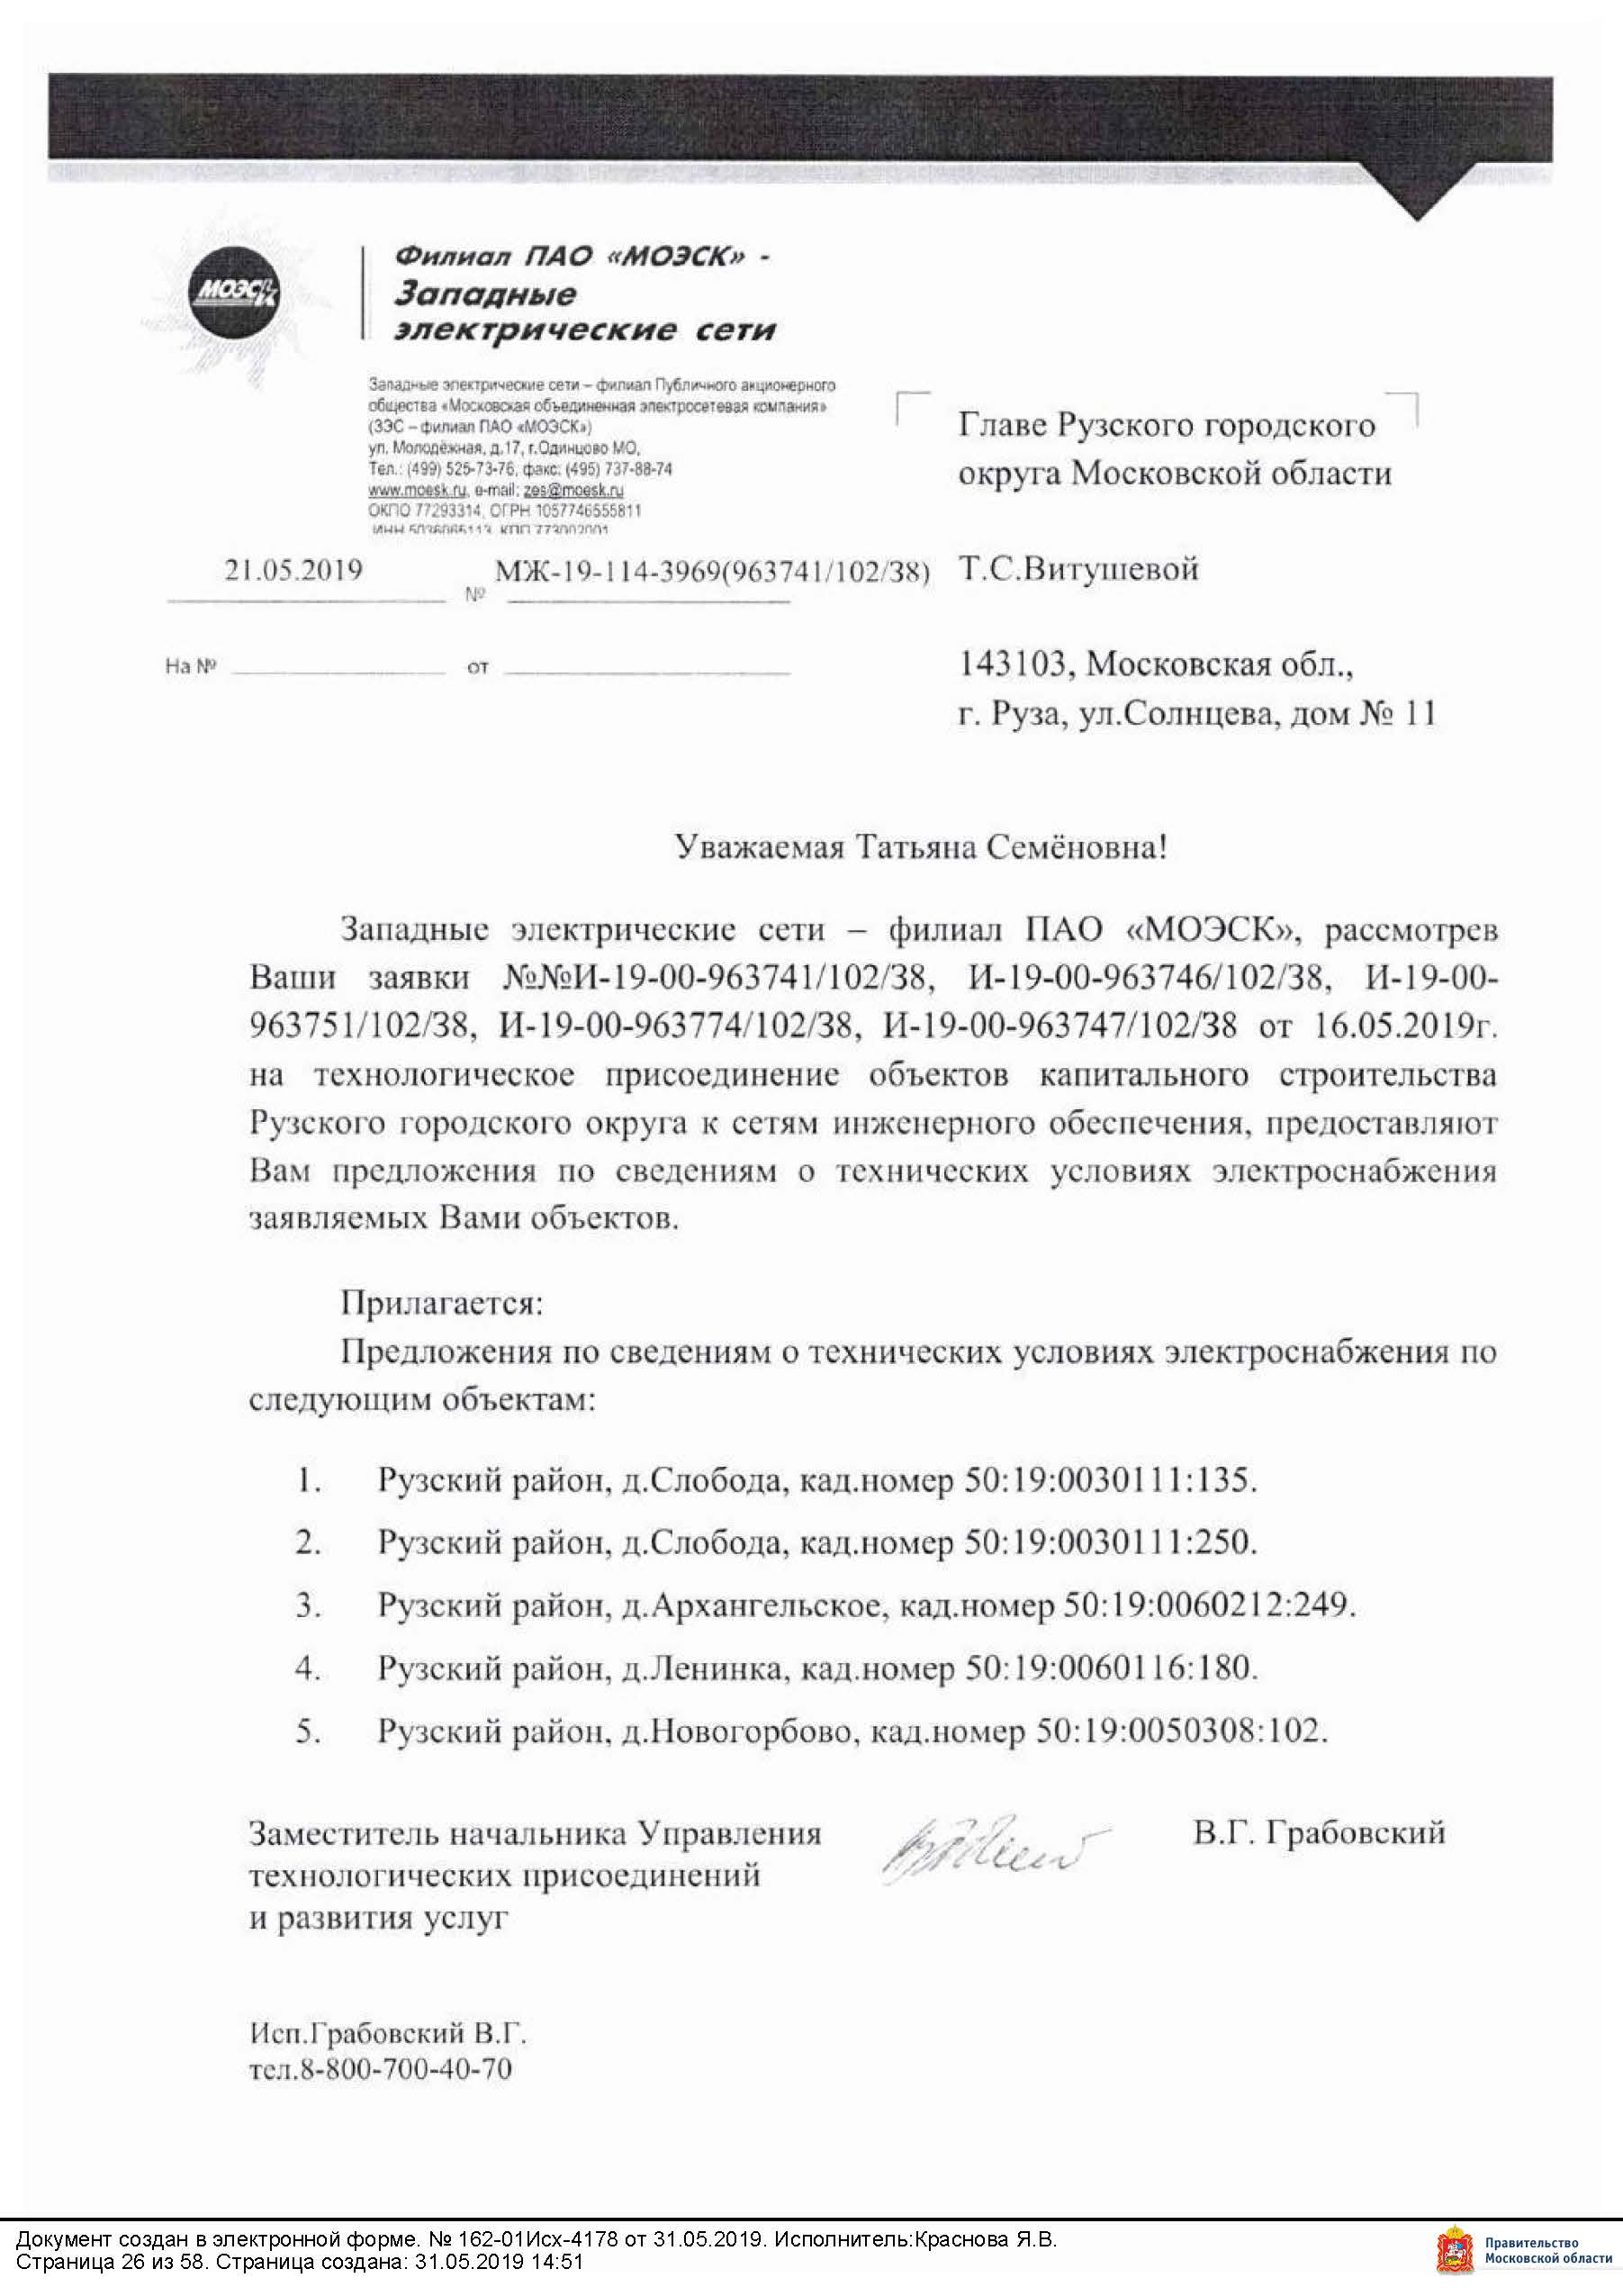 МОЭСК
Филиал ПАО «МОЭСК» -
Западные
электрические сети
Западные электрические сети – филиал Публичного акционерного
общества «Московская объединенная электросетевая компания»
(ЗЭС – филиал ПАО «МОЭСК»)
ул. Молодёжная, д.17, г.Одинцово МО,
Тел.: (499) 525-73-76, факс: (495) 737-88-74
www.moesk.ru, e-mail: zes@moesk.ru
ОКПО 77293314, ОГРН 1057746555811
ИНН 5036065113, КПП 773002001
Главе Рузского городского
округа Московской области
21.05.2019 № МЖ-19-114-3969(963741/102/38)
Т.С.Витушевой
На № от
143103, Московская обл.,
г. Руза, ул.Солнцева, дом № 11
Уважаемая Татьяна Семёновна!
Западные электрические сети – филиал ПАО «МОЭСК», рассмотрев
Ваши заявки №№И-19-00-963741/102/38, И-19-00-963746/102/38, И-19-00-
963751/102/38, И-19-00-963774/102/38, И-19-00-963747/102/38 от 16.05.2019г.
на технологическое присоединение объектов капитального строительства
Рузского городского округа к сетям инженерного обеспечения, предоставляют
Вам предложения по сведениям о технических условиях электроснабжения
заявляемых Вами объектов.
Прилагается:
Предложения по сведениям о технических условиях электроснабжения по
следующим объектам:
1. Рузский район, д.Слобода, кад.номер 50:19:0030111:135.
2. Рузский район, д.Слобода, кад.номер 50:19:0030111:250.
3. Рузский район, д.Архангельское, кад.номер 50:19:0060212:249.
4. Рузский район, д.Ленинка, кад.номер 50:19:0060116:180.
5. Рузский район, д.Новогорбово, кад.номер 50:19:0050308:102.
Заместитель начальника Управления
технологических присоединений
и развития услуг
В.Г. Грабовский
Исп.Грабовский В.Г.
тел.8-800-700-40-70
Документ создан в электронной форме. № 162-01Исх-4178 от 31.05.2019. Исполнитель:Краснова Я.В.
Страница 26 из 58. Страница создана: 31.05.2019 14:51
Правительство
Московской области